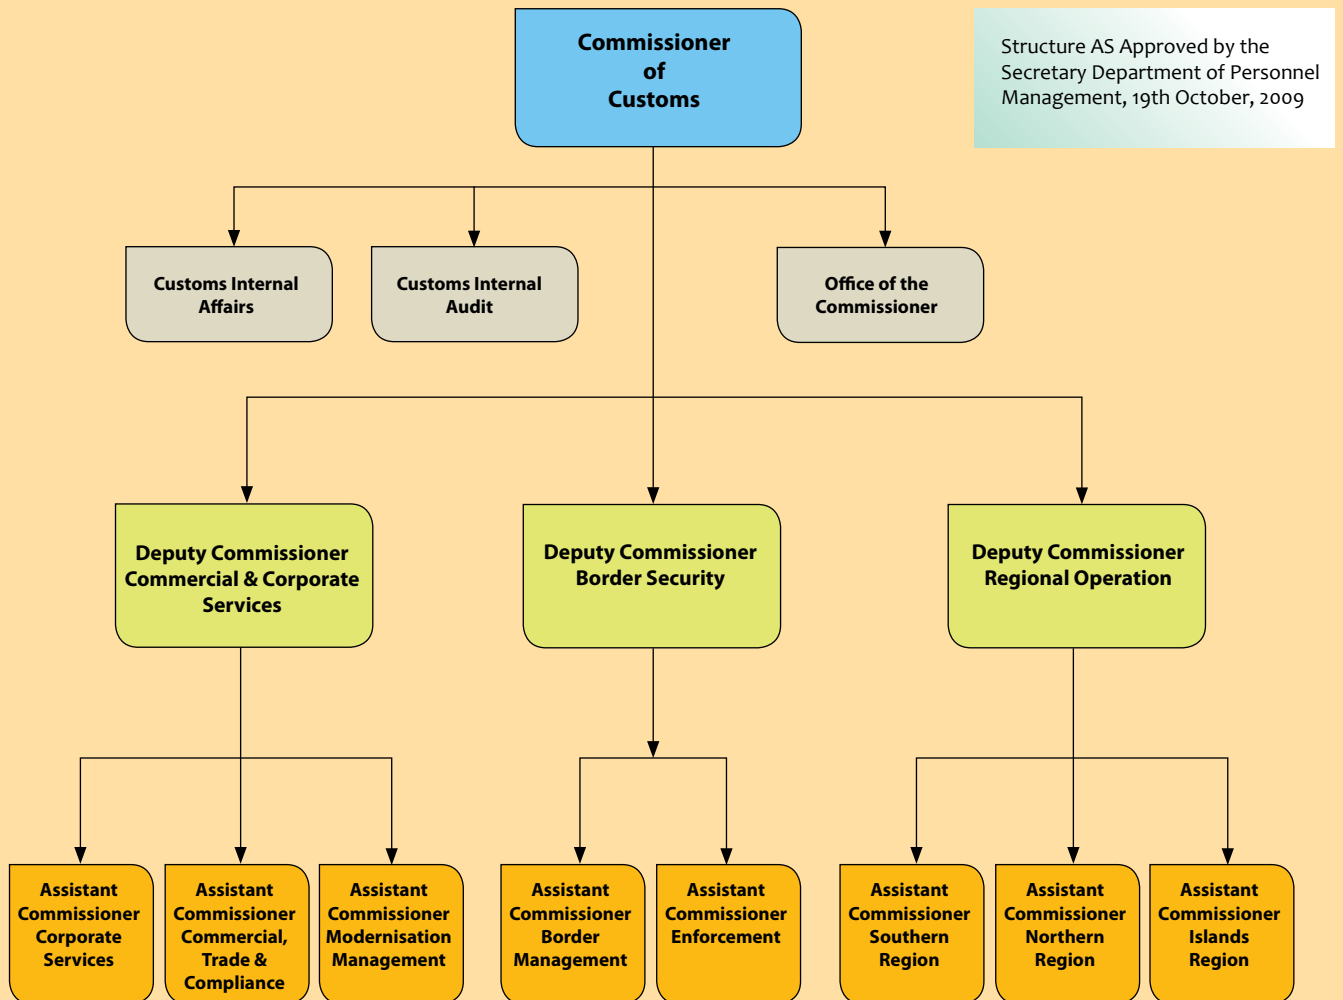 Commissioner
of
Customs
Structure AS Approved by the
Secretary Department of Personnel
Management, 19th October, 2009
Customs Internal
Affairs
Customs Internal
Audit
Office of the
Commissioner
Deputy Commissioner
Commercial & Corporate
Services
Deputy Commissioner
Border Security
Deputy Commissioner
Regional Operation
Assistant
Commissioner
Corporate
Services
Assistant
Commissioner
Commercial,
Trade &
Compliance
Assistant
Commissioner
Modernisation
Management
Assistant
Commissioner
Border
Management
Assistant
Commissioner
Enforcement
Assistant
Commissioner
Southern
Region
Assistant
Commissioner
Northern
Region
Assistant
Commissioner
Islands
Region